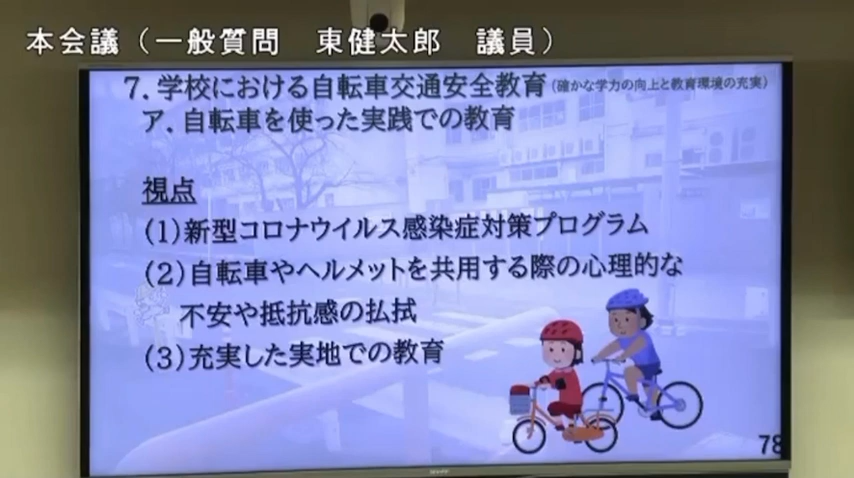 本会議（一般質問　東健太郎　議員）
7．学校における自転車交通安全教育（確かな学力の向上と教育環境の充実）
ア．自転車を使った実践での教育
視点
(1)新型コロナウイルス感染症対策プログラム
(2)自転車やヘルメットを共用する際の心理的な
不安や抵抗感の払拭
(3)充実した実地での教育
78